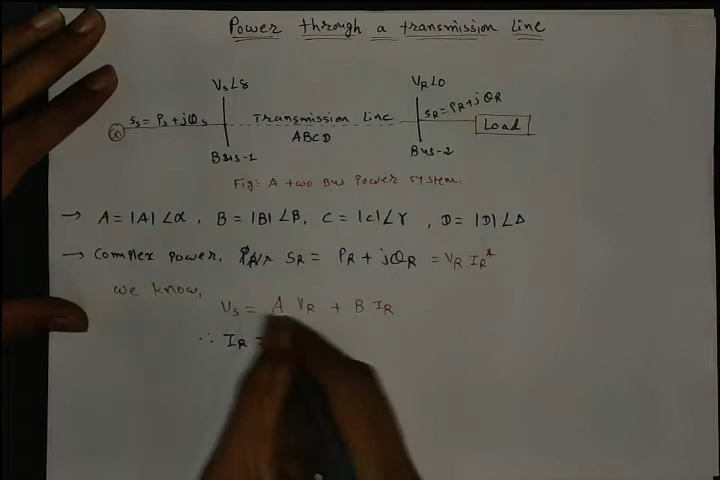 Power through a transmission Line
Vs∠δ VR∠0
Ss = Ps + jQs Transmission Line SR = PR + jQR
G ABCD Load
Bus-1 Bus-2
Fig: A two Bus Power System
→ A = |A| ∠α, B = |B| ∠β, C = |C| ∠γ, D = |D| ∠Δ
→ Complex Power, SR = PR + jQR = VR IR*
We know,
Vs = A VR + B IR
∴ IR =